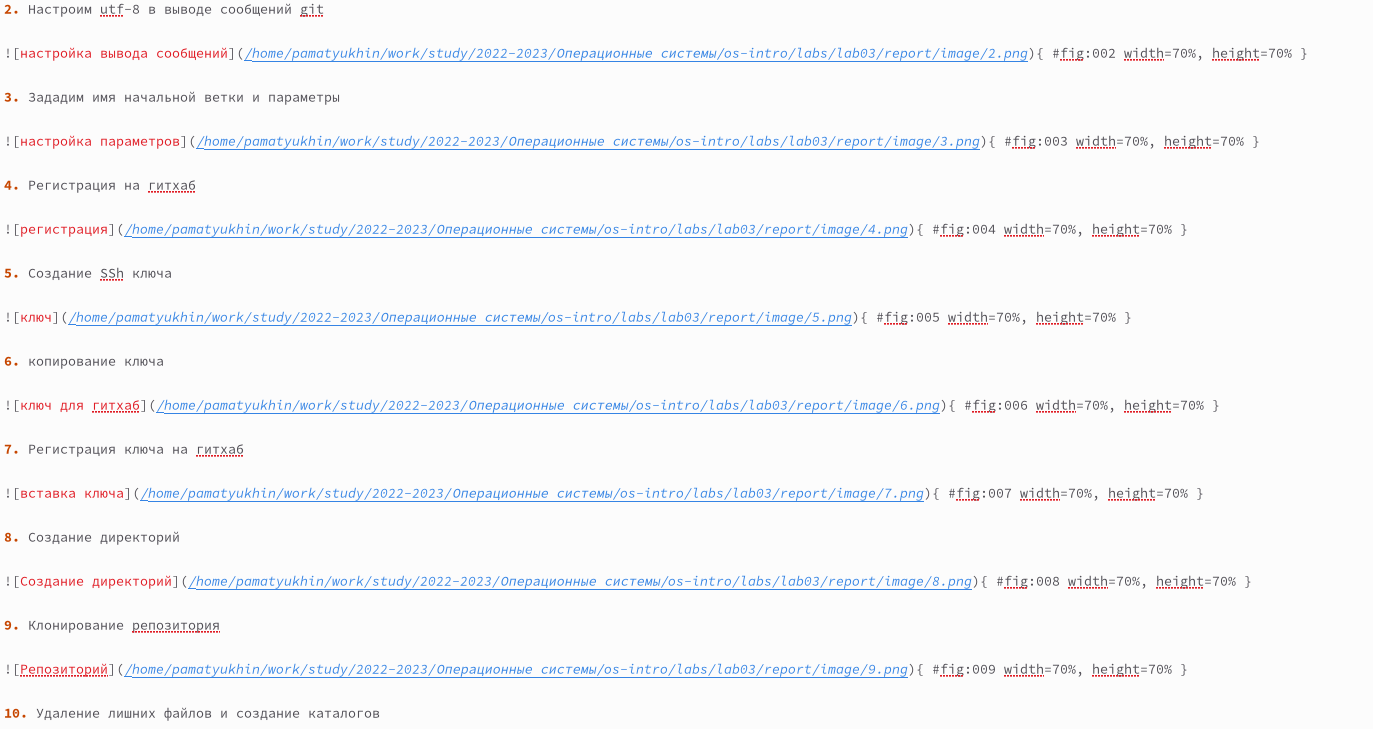 2. Настроим utf-8 в выводе сообщений git
![настройка вывода сообщений](/home/pamatyukhin/work/study/2022-2023/Операционные системы/os-intro/labs/lab03/report/image/2.png){ #fig:002 width=70%, height=70% }
3. Зададим имя начальной ветки и параметры
![настройка параметров](/home/pamatyukhin/work/study/2022-2023/Операционные системы/os-intro/labs/lab03/report/image/3.png){ #fig:003 width=70%, height=70% }
4. Регистрация на гитхаб
![регистрация](/home/pamatyukhin/work/study/2022-2023/Операционные системы/os-intro/labs/lab03/report/image/4.png){ #fig:004 width=70%, height=70% }
5. Создание SSh ключа
![ключ](/home/pamatyukhin/work/study/2022-2023/Операционные системы/os-intro/labs/lab03/report/image/5.png){ #fig:005 width=70%, height=70% }
6. копирование ключа
![ключ для гитхаб](/home/pamatyukhin/work/study/2022-2023/Операционные системы/os-intro/labs/lab03/report/image/6.png){ #fig:006 width=70%, height=70% }
7. Регистрация ключа на гитхаб
![вставка ключа](/home/pamatyukhin/work/study/2022-2023/Операционные системы/os-intro/labs/lab03/report/image/7.png){ #fig:007 width=70%, height=70% }
8. Создание директорий
![Создание директорий](/home/pamatyukhin/work/study/2022-2023/Операционные системы/os-intro/labs/lab03/report/image/8.png){ #fig:008 width=70%, height=70% }
9. Клонирование репозитория
![Репозиторий](/home/pamatyukhin/work/study/2022-2023/Операционные системы/os-intro/labs/lab03/report/image/9.png){ #fig:009 width=70%, height=70% }
10. Удаление лишних файлов и создание каталогов